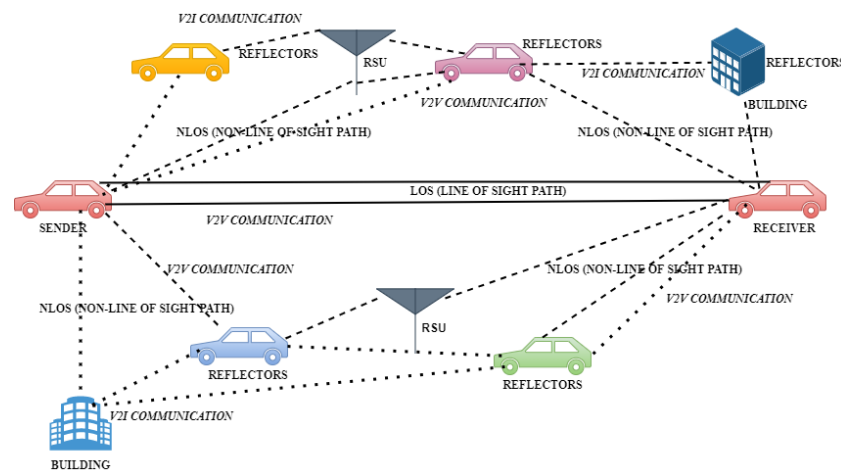 V2I COMMUNICATION
REFLECTORS
REFLECTORS
RSU
REFLECTORS
V2I COMMUNICATION
V2V COMMUNICATION
BUILDING
NLOS (NON-LINE OF SIGHT PATH)
NLOS (NON-LINE OF SIGHT PATH)
LOS (LINE OF SIGHT PATH)
V2V COMMUNICATION
SENDER
RECEIVER
V2V COMMUNICATION
NLOS (NON-LINE OF SIGHT PATH)
V2V COMMUNICATION
NLOS (NON-LINE OF SIGHT PATH)
RSU
REFLECTORS
REFLECTORS
V2I COMMUNICATION
BUILDING